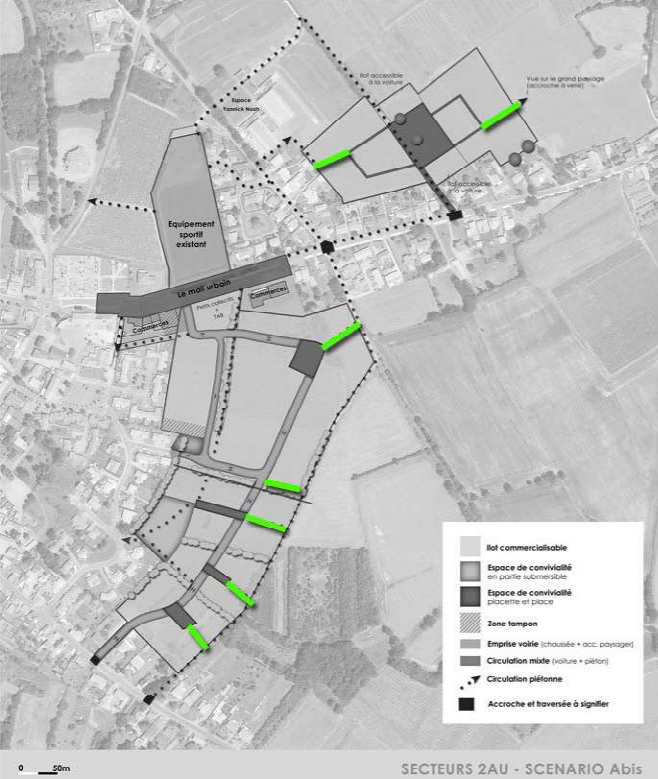 Ilot accessible
à la voiture
Vue sur le grand paysage
(accroche à venir)
Espace
Yannick Noah
Ilot accessible
à la voiture
Equipement
sportif
existant
Le mail urbain
Commerces
Petits collectifs
+
Commerces
Ilot commercialisable
Espace de convivialité
en partie submersible
Espace de convivialité
placette et place
Zone tampon
Emprise voirie (chaussée + acc. paysager)
Circulation mixte (voiture + piéton)
Circulation piétonne
Accroche et traversée à signifier
0 50m
SECTEURS 2AU - SCENARIO Abis